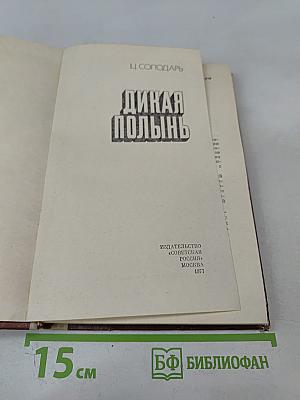 Ц. СОЛОДАРЬ
ДИКАЯ
ПОЛЫНЬ
ИЗДАТЕЛЬСТВО
«СОВЕТСКАЯ
РОССИЯ»
МОСКВА
1977
15 см
БФ БИБЛИОФАН